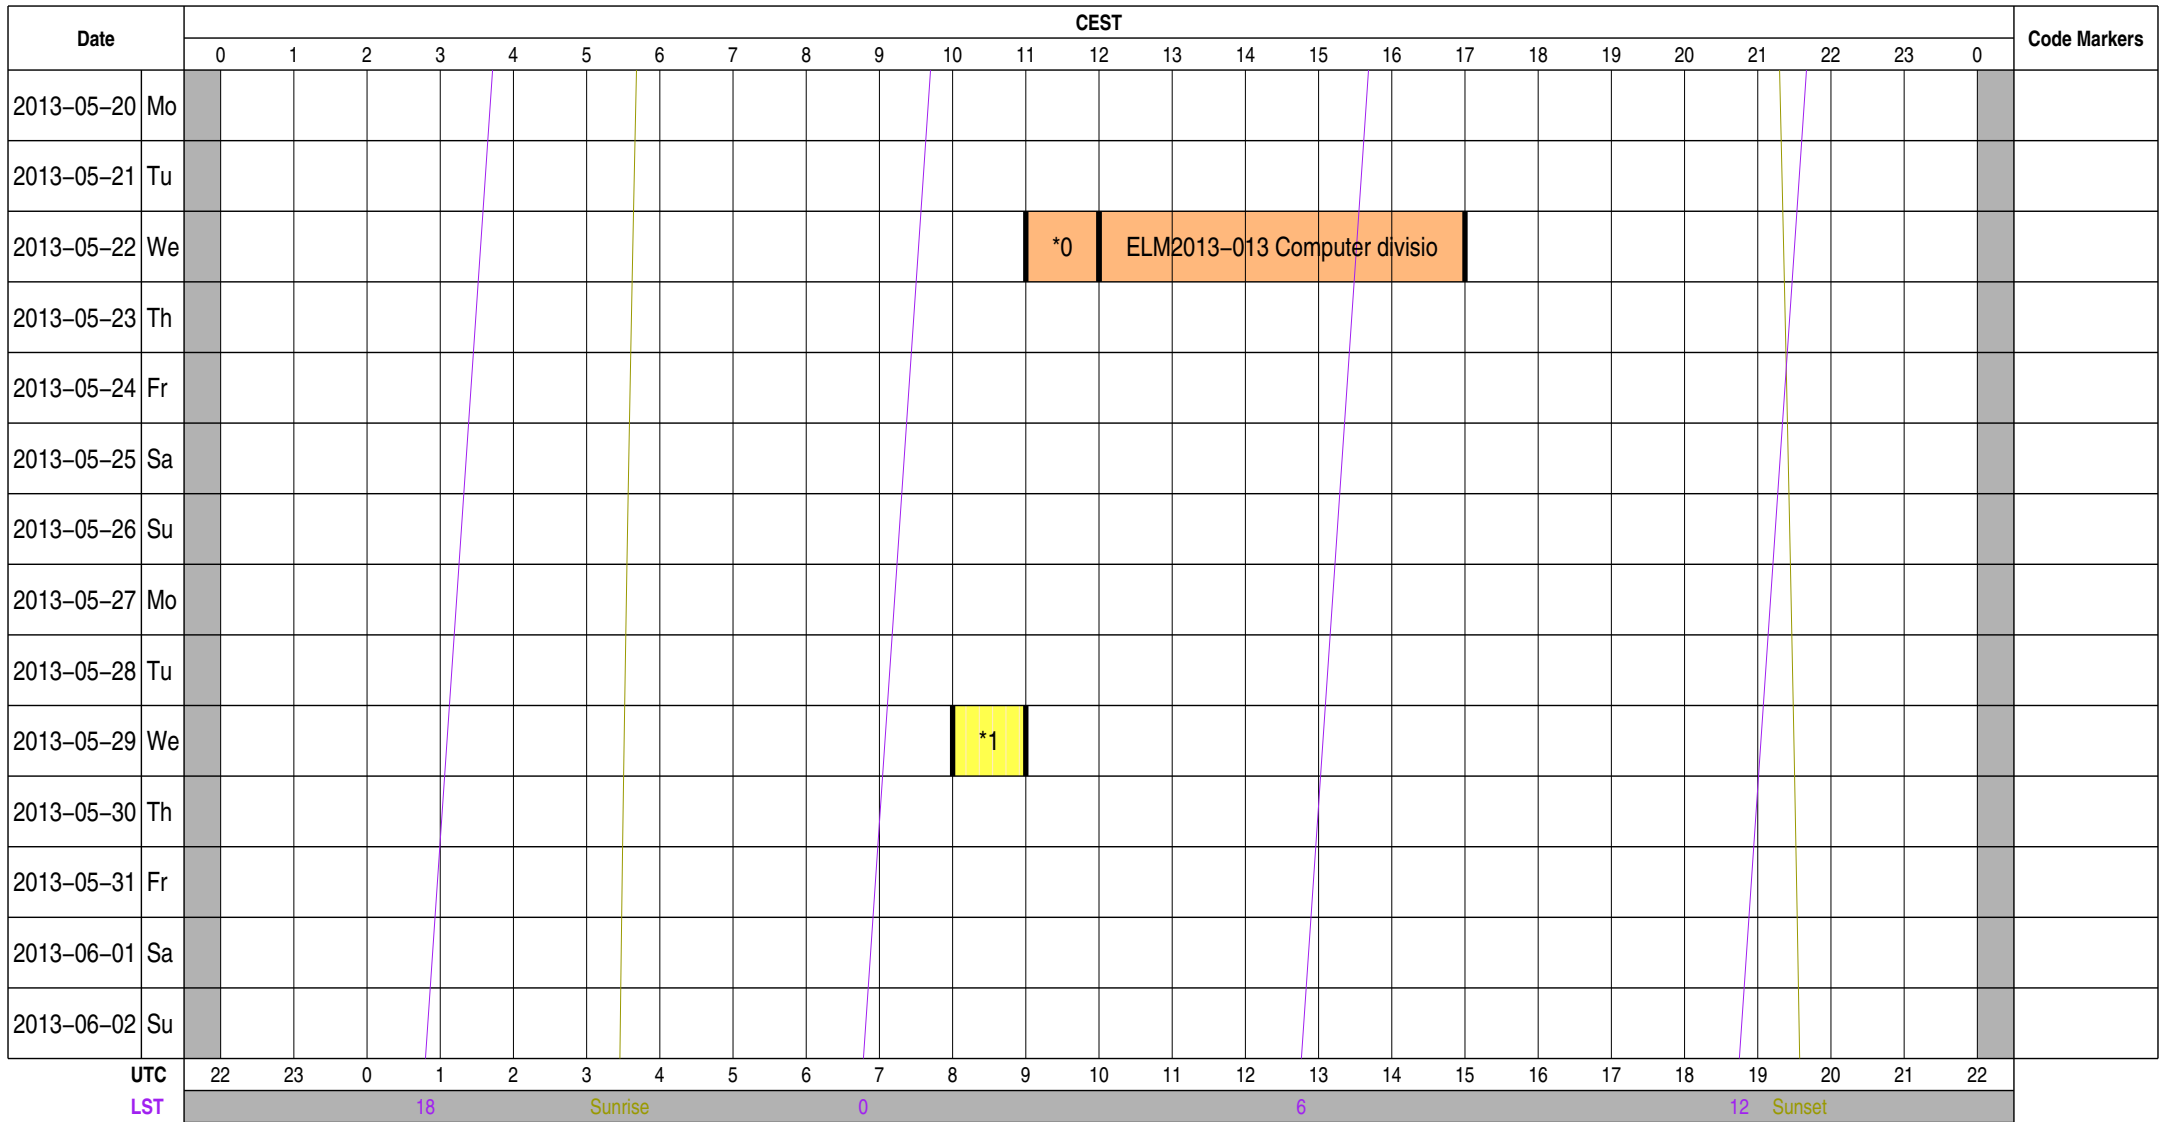 Date CEST Code Markers
0 1 2 3 4 5 6 7 8 9 10 11 12 13 14 15 16 17 18 19 20 21 22 23 0
2013−05−20 Mo
2013−05−21 Tu
2013−05−22 We *0 ELM2013−013 Computer divisio
2013−05−23 Th
2013−05−24 Fr
2013−05−25 Sa
2013−05−26 Su
2013−05−27 Mo
2013−05−28 Tu
2013−05−29 We *1
2013−05−30 Th
2013−05−31 Fr
2013−06−01 Sa
2013−06−02 Su
UTC 22 23 0 1 2 3 4 5 6 7 8 9 10 11 12 13 14 15 16 17 18 19 20 21 22
LST 18 Sunrise 0 6 12 Sunset